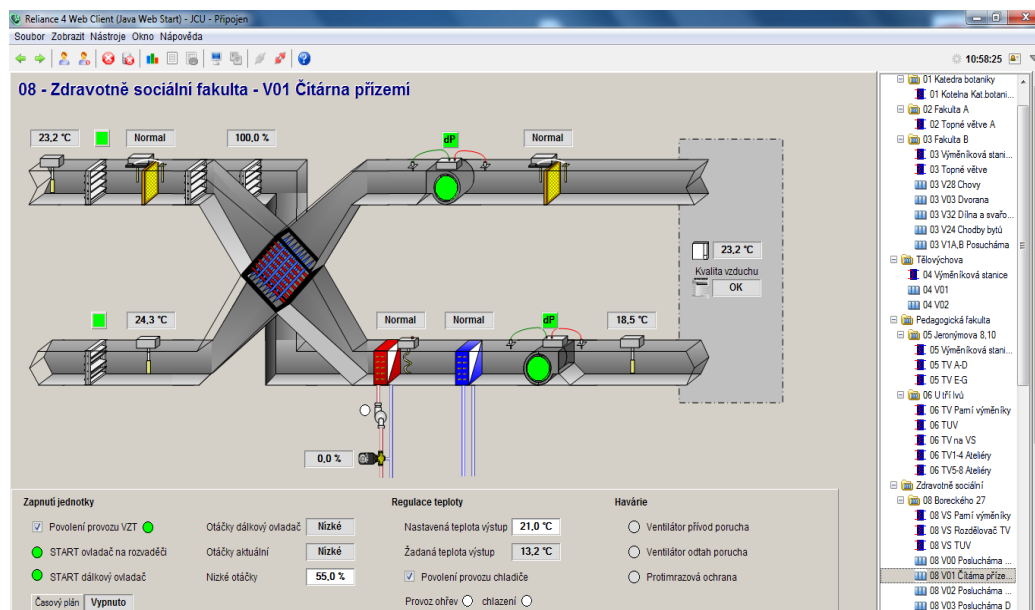 Reliance 4 Web Client (Java Web Start) - JCU - Připojen
Soubor Zobrazit Nástroje Okno Nápověda
10:58:25
08 - Zdravotně sociální fakulta - V01 Čítárna přízemí
23,2 °C
Normal
100,0 %
dP
Normal
23,2 °C
Kvalita vzduchu
OK
24,3 °C
Normal
Normal
dP
18,5 °C
0,0 %
Zapnutí jednotky
Povolení provozu VZT
START ovladač na rozvaděči
START dálkový ovladač
Časový plán Vypnuto
Otáčky dálkový ovladač Nízké
Otáčky aktuální Nízké
Nízké otáčky 55,0 %
Regulace teploty
Nastavená teplota výstup 21,0 °C
Žádaná teplota výstup 13,2 °C
Povolení provozu chladiče
Provoz ohřev chlazení
Havárie
Ventilátor přívod porucha
Ventilátor odtah porucha
Protimrazová ochrana
01 Katedra botaniky
01 Kotelna Kat.botani...
02 Fakulta A
02 Topné větve A
03 Fakulta B
03 Výměníková stani...
03 Topné větve
03 V28 Chovy
03 V03 Dvorana
03 V32 Dílna a svařo...
03 V24 Chodby bytů
03 V1A,B Posucháma
Tělovýchova
04 Výměníková stanice
04 V01
04 V02
Pedagogická fakulta
05 Jeronýmova 8,10
05 Výměníková stani...
05 TV A-D
05 TV E-G
06 U tří lvů
06 TV Parní výměníky
06 TUV
06 TV na VS
06 TV1-4 Ateliéry
06 TV5-8 Ateliéry
Zdravotně sociální
08 Boreckého 27
08 VS Parní výměníky
08 VS Rozdělovač TV
08 VS TUV
08 V00 Poslucháma ...
08 V01 Čítárna příze...
08 V02 Poslucháma ...
08 V03 Poslucháma D